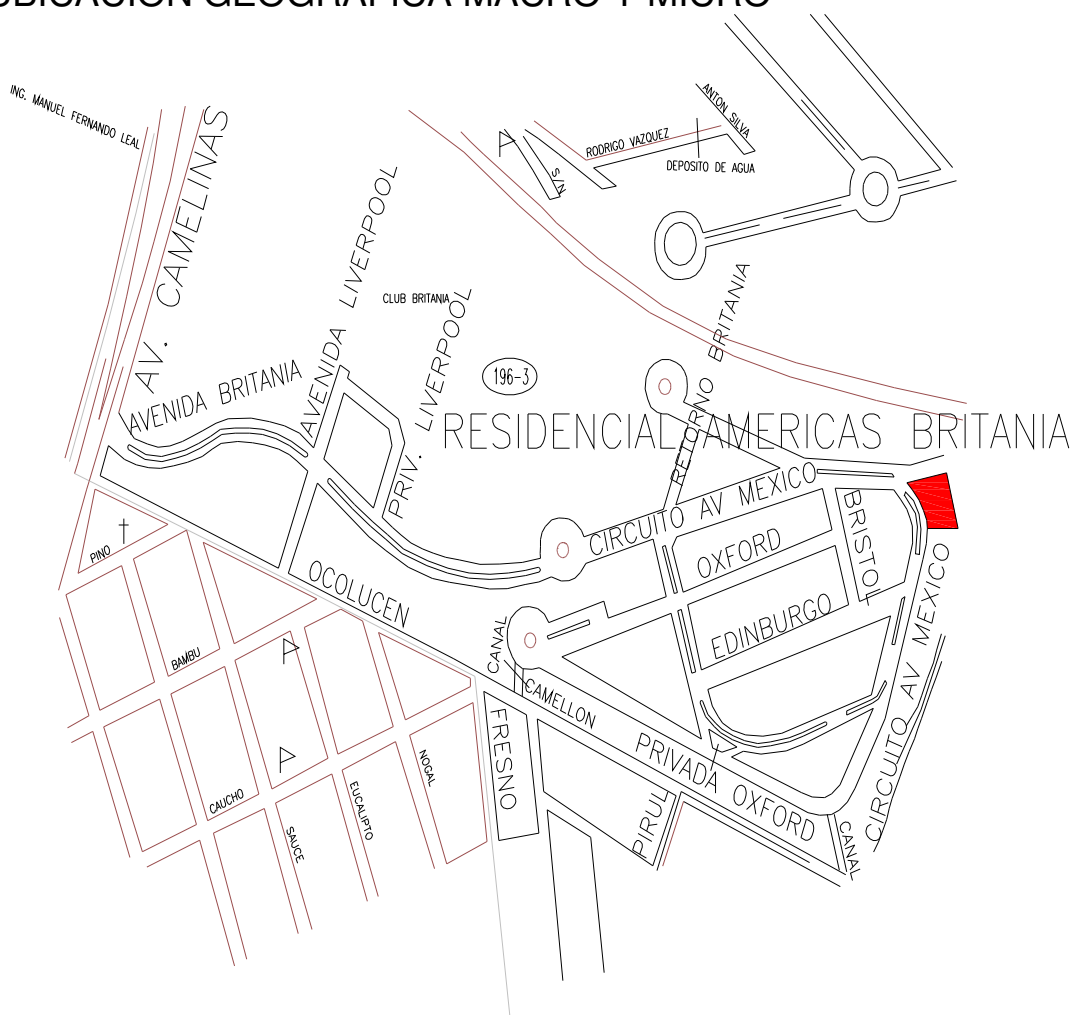 UBICACION GEOGRAFICA MACRO Y MICRO
ING. MANUEL FERNANDO LEAL
AV. CAMELINAS
ANTON SILVA
RODRIGO VAZQUEZ
DEPOSITO DE AGUA
S/N
AVENIDA LIVERPOOL
CLUB BRITANIA
PRIV. LIVERPOOL
RETORNO BRITANIA
196-3
AVENIDA BRITANIA
RESIDENCIAL AMERICAS BRITANIA
CIRCUITO AV MEXICO
OXFORD
BRISTOL
EDINBURGO
CIRCUITO AV MEXICO
PINO
OCOLUCEN
CANAL
BAMBU
CAMELLON
FRESNO
PRIVADA OXFORD
NOGAL
EUCALIPTO
CAUCHO
SAUCE
PIRUL
CANAL